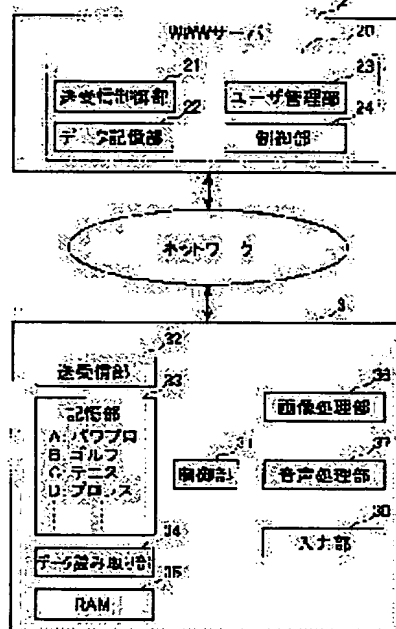 2
WWWサーバ
20
21
23
送受信制御部
ユーザ管理部
22
24
データ記憶部
制御部
ネットワーク
3
32
送受信部
33
記憶部
A:パワプロ
B:ゴルフ
C:テニス
D:プロレス
画像処理部
31
37
制御部
音声処理部
34
30
データ読み取り部
入力部
RAM